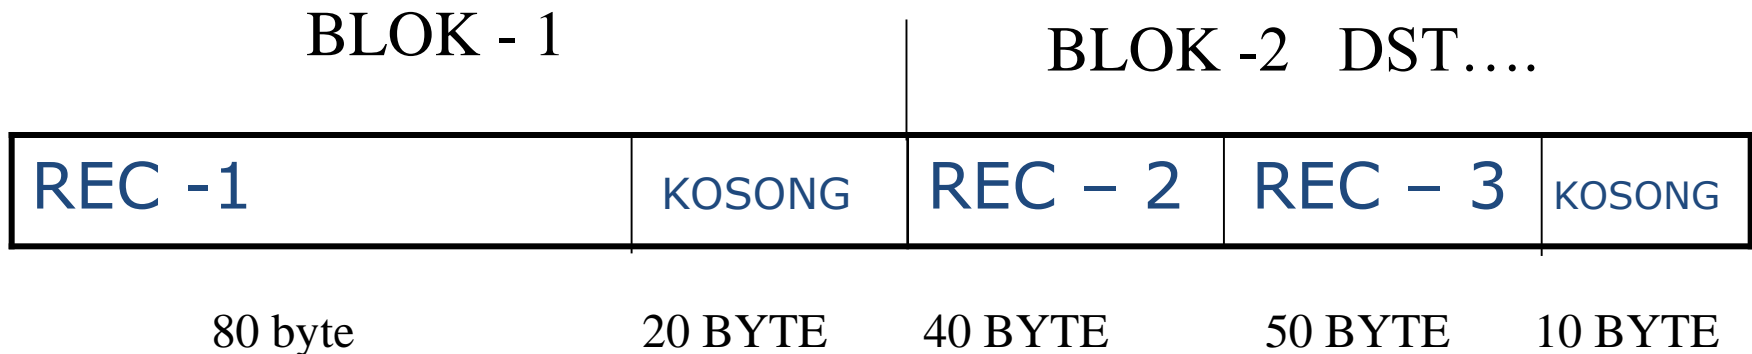 BLOK - 1 BLOK -2 DST….
REC -1 KOSONG REC – 2 REC – 3 KOSONG
80 byte 20 BYTE 40 BYTE 50 BYTE 10 BYTE